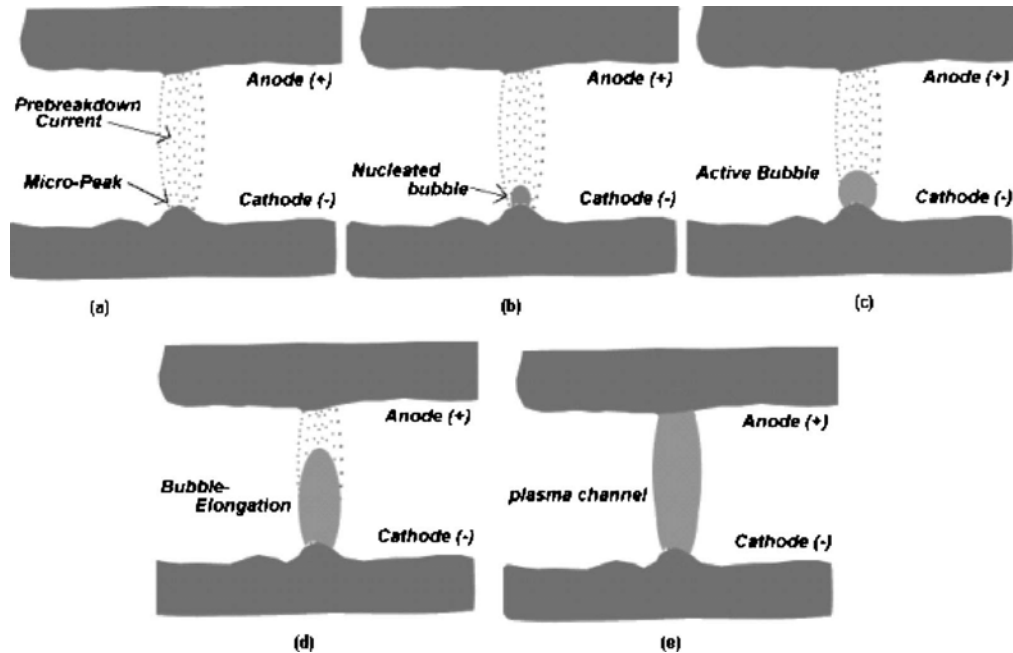 Anode (+)
Prebreakdown
Current
Micro-Peak
Cathode (-)
(a)
Anode (+)
Nucleated
bubble
Cathode (-)
(b)
Anode (+)
Active Bubble
Cathode (-)
(c)
Anode (+)
Bubble-
Elongation
Cathode (-)
(d)
Anode (+)
plasma channel
Cathode (-)
(e)